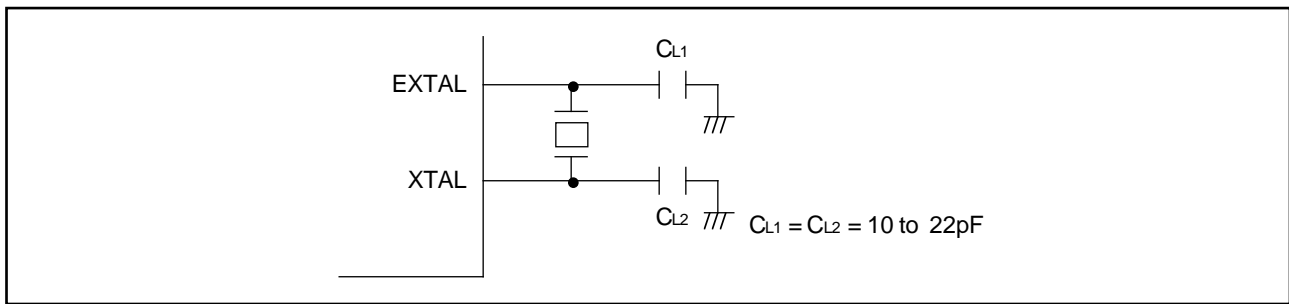 CL1
EXTAL
XTAL
CL2
CL1 = CL2 = 10 to 22pF